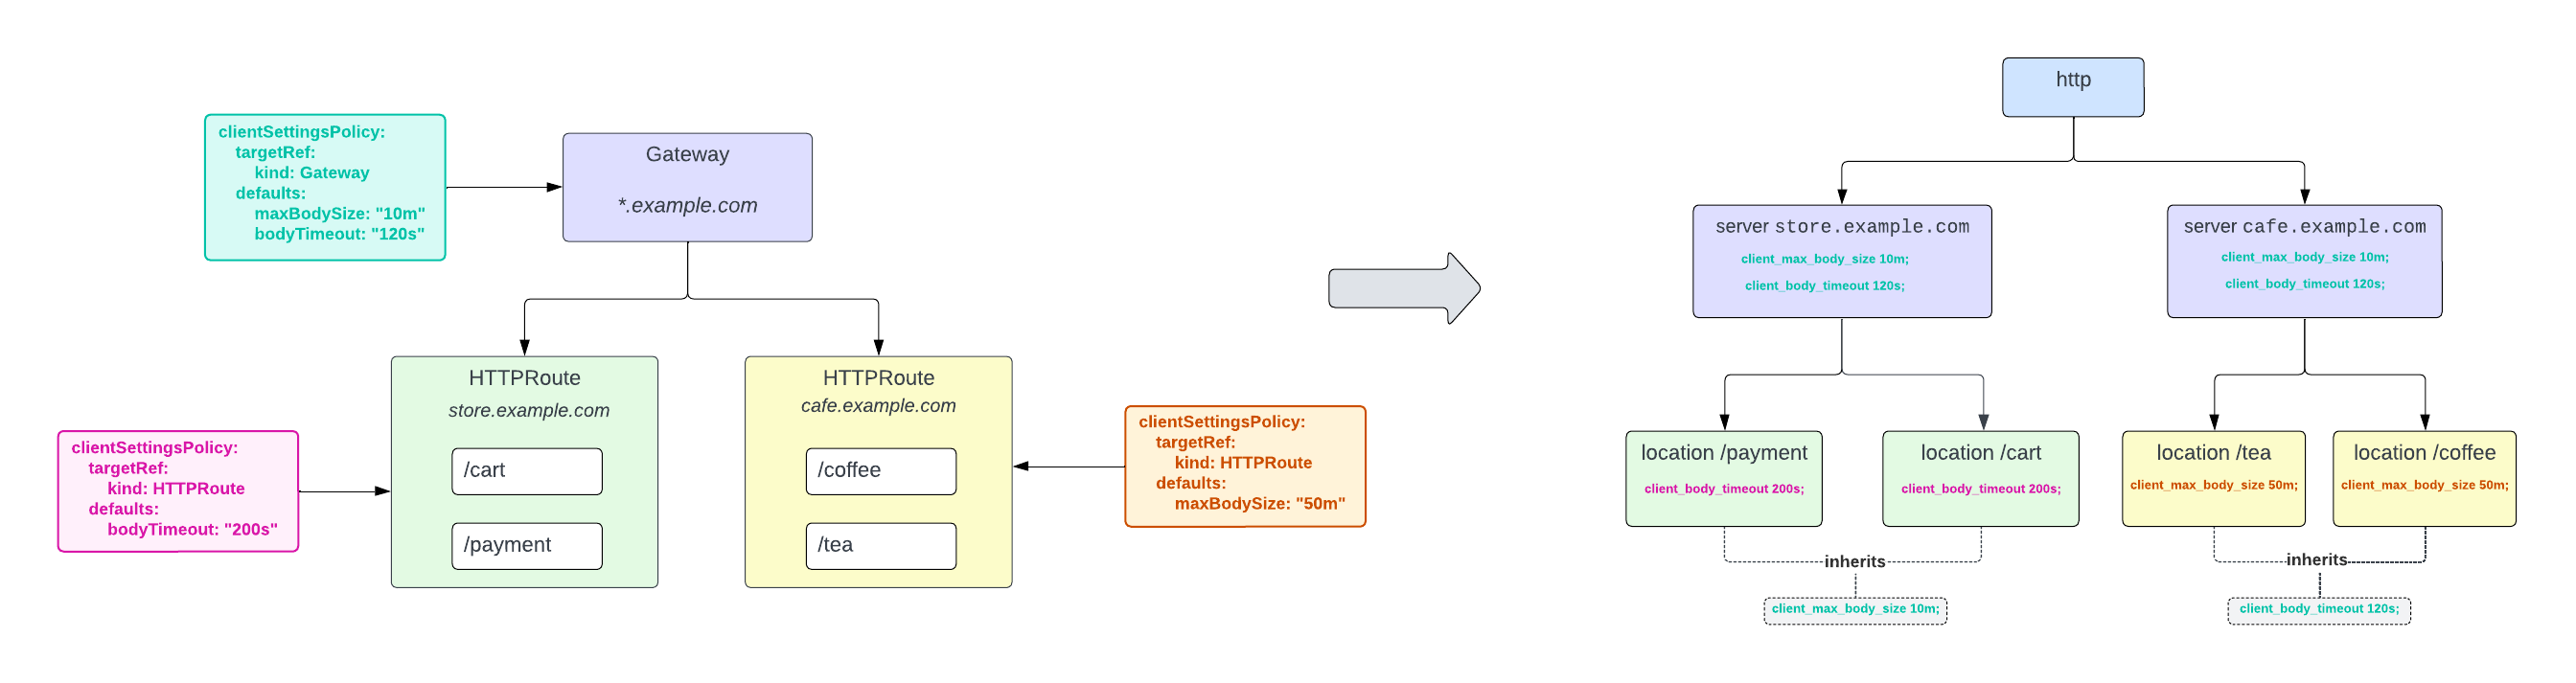 clientSettingsPolicy:
targetRef:
kind: Gateway
defaults:
maxBodySize: "10m"
bodyTimeout: "120s"
Gateway
*.example.com
HTTPRoute
store.example.com
/cart
/payment
HTTPRoute
cafe.example.com
/coffee
/tea
clientSettingsPolicy:
targetRef:
kind: HTTPRoute
defaults:
bodyTimeout: "200s"
clientSettingsPolicy:
targetRef:
kind: HTTPRoute
defaults:
maxBodySize: "50m"
http
server store.example.com
client_max_body_size 10m;
client_body_timeout 120s;
server cafe.example.com
client_max_body_size 10m;
client_body_timeout 120s;
location /payment
client_body_timeout 200s;
location /cart
client_body_timeout 200s;
location /tea
client_max_body_size 50m;
location /coffee
client_max_body_size 50m;
inherits
client_max_body_size 10m;
inherits
client_body_timeout 120s;